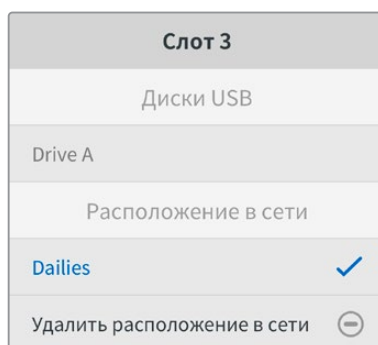 Слот 3
Диски USB
Drive A
Расположение в сети
Dailies
Удалить расположение в сети